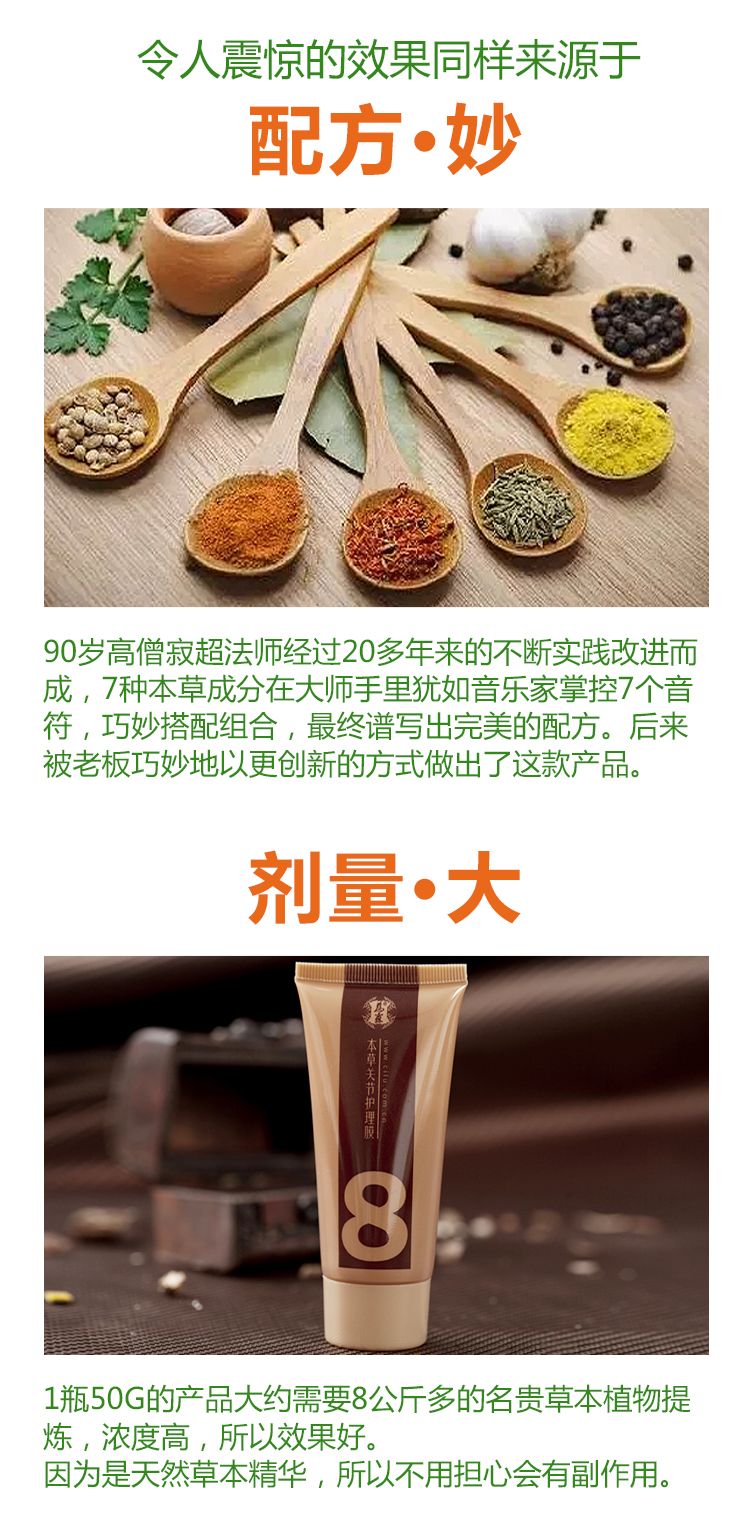 令人震惊的效果同样来源于
配方·妙
90岁高僧寂超法师经过20多年来的不断实践改进而
成，7种本草成分在大师手里犹如音乐家掌控7个音
符，巧妙搭配组合，最终谱写出完美的配方。后来
被老板巧妙地以更创新的方式做出了这款产品。
剂量·大
本草关节护理膜
www.cilu.com.cn
8
1瓶50G的产品大约需要8公斤多的名贵草本植物提
炼，浓度高，所以效果好。
因为是天然草本精华，所以不用担心会有副作用。